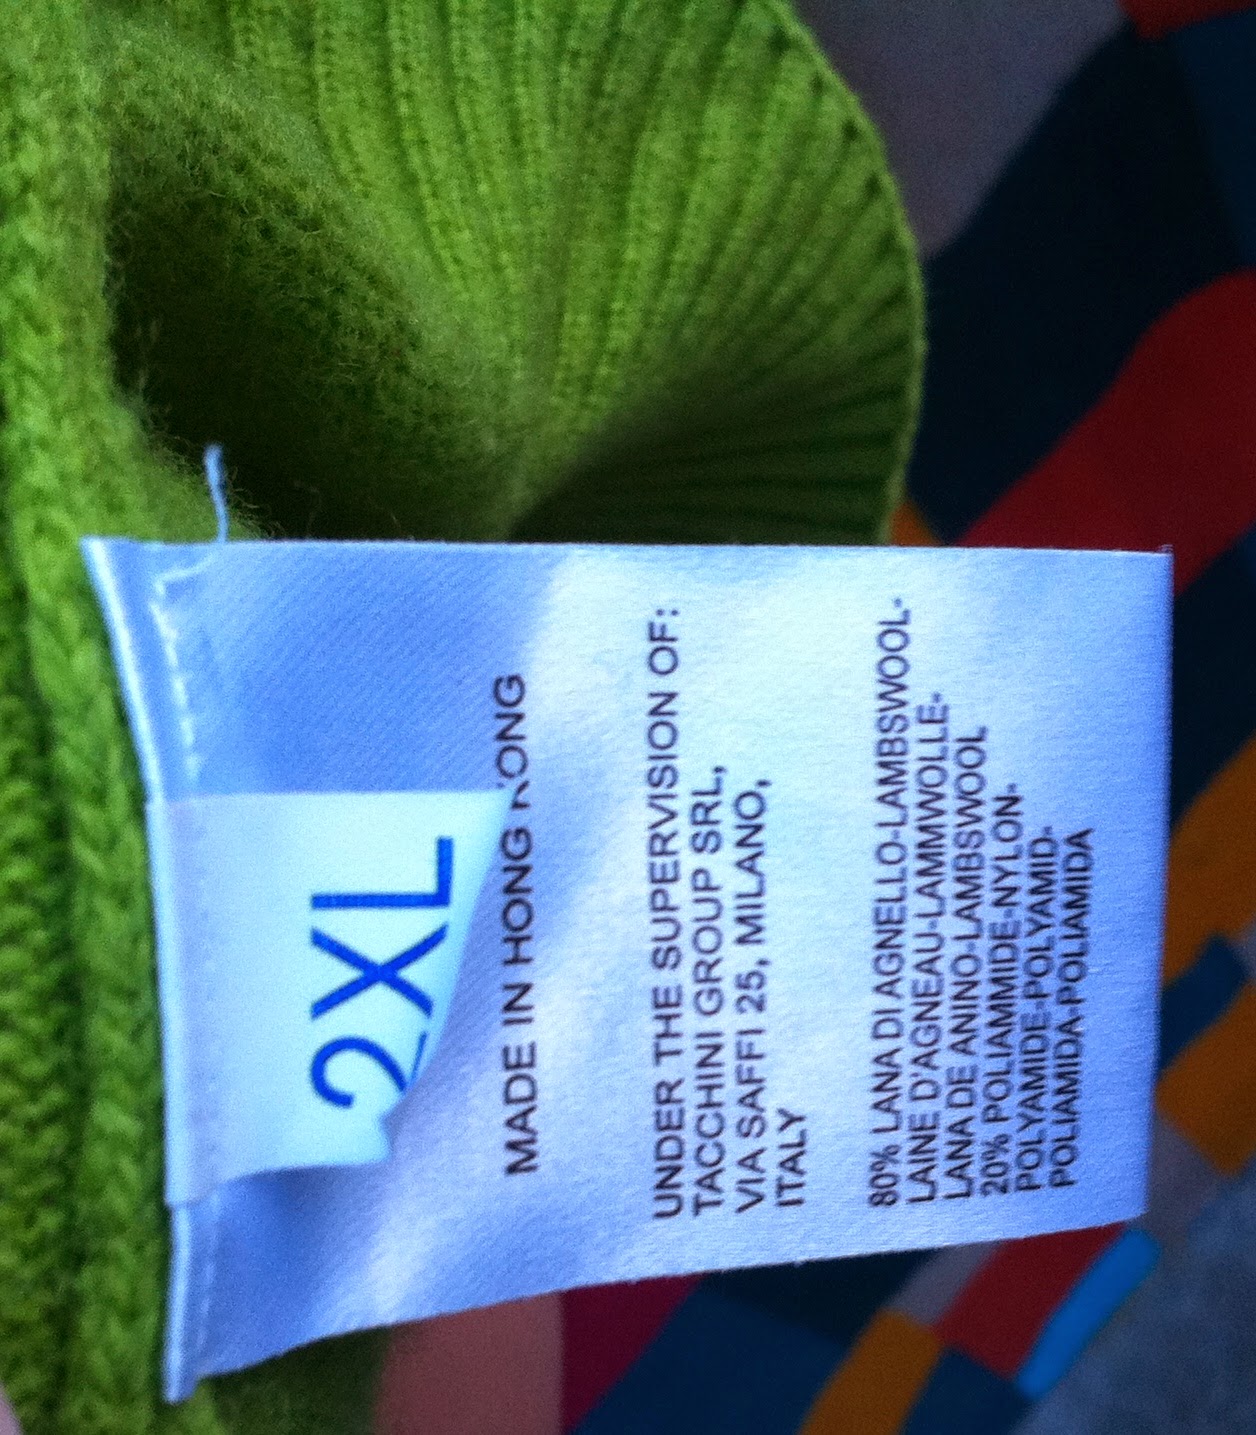 2XL
MADE IN HONG KONG
UNDER THE SUPERVISION OF:
TACCHINI GROUP SRL,
VIA SAFFI 25, MILANO,
ITALY
80% LANA DI AGNELLO-LAMBSWOOL-
LAINE D'AGNEAU-LAMMWOLLE-
LANA DE ANINO-LAMBSWOOL
20% POLIAMMIDE-NYLON-
POLYAMIDE-POLYAMID-
POLIAMIDA-POLIAMIDA